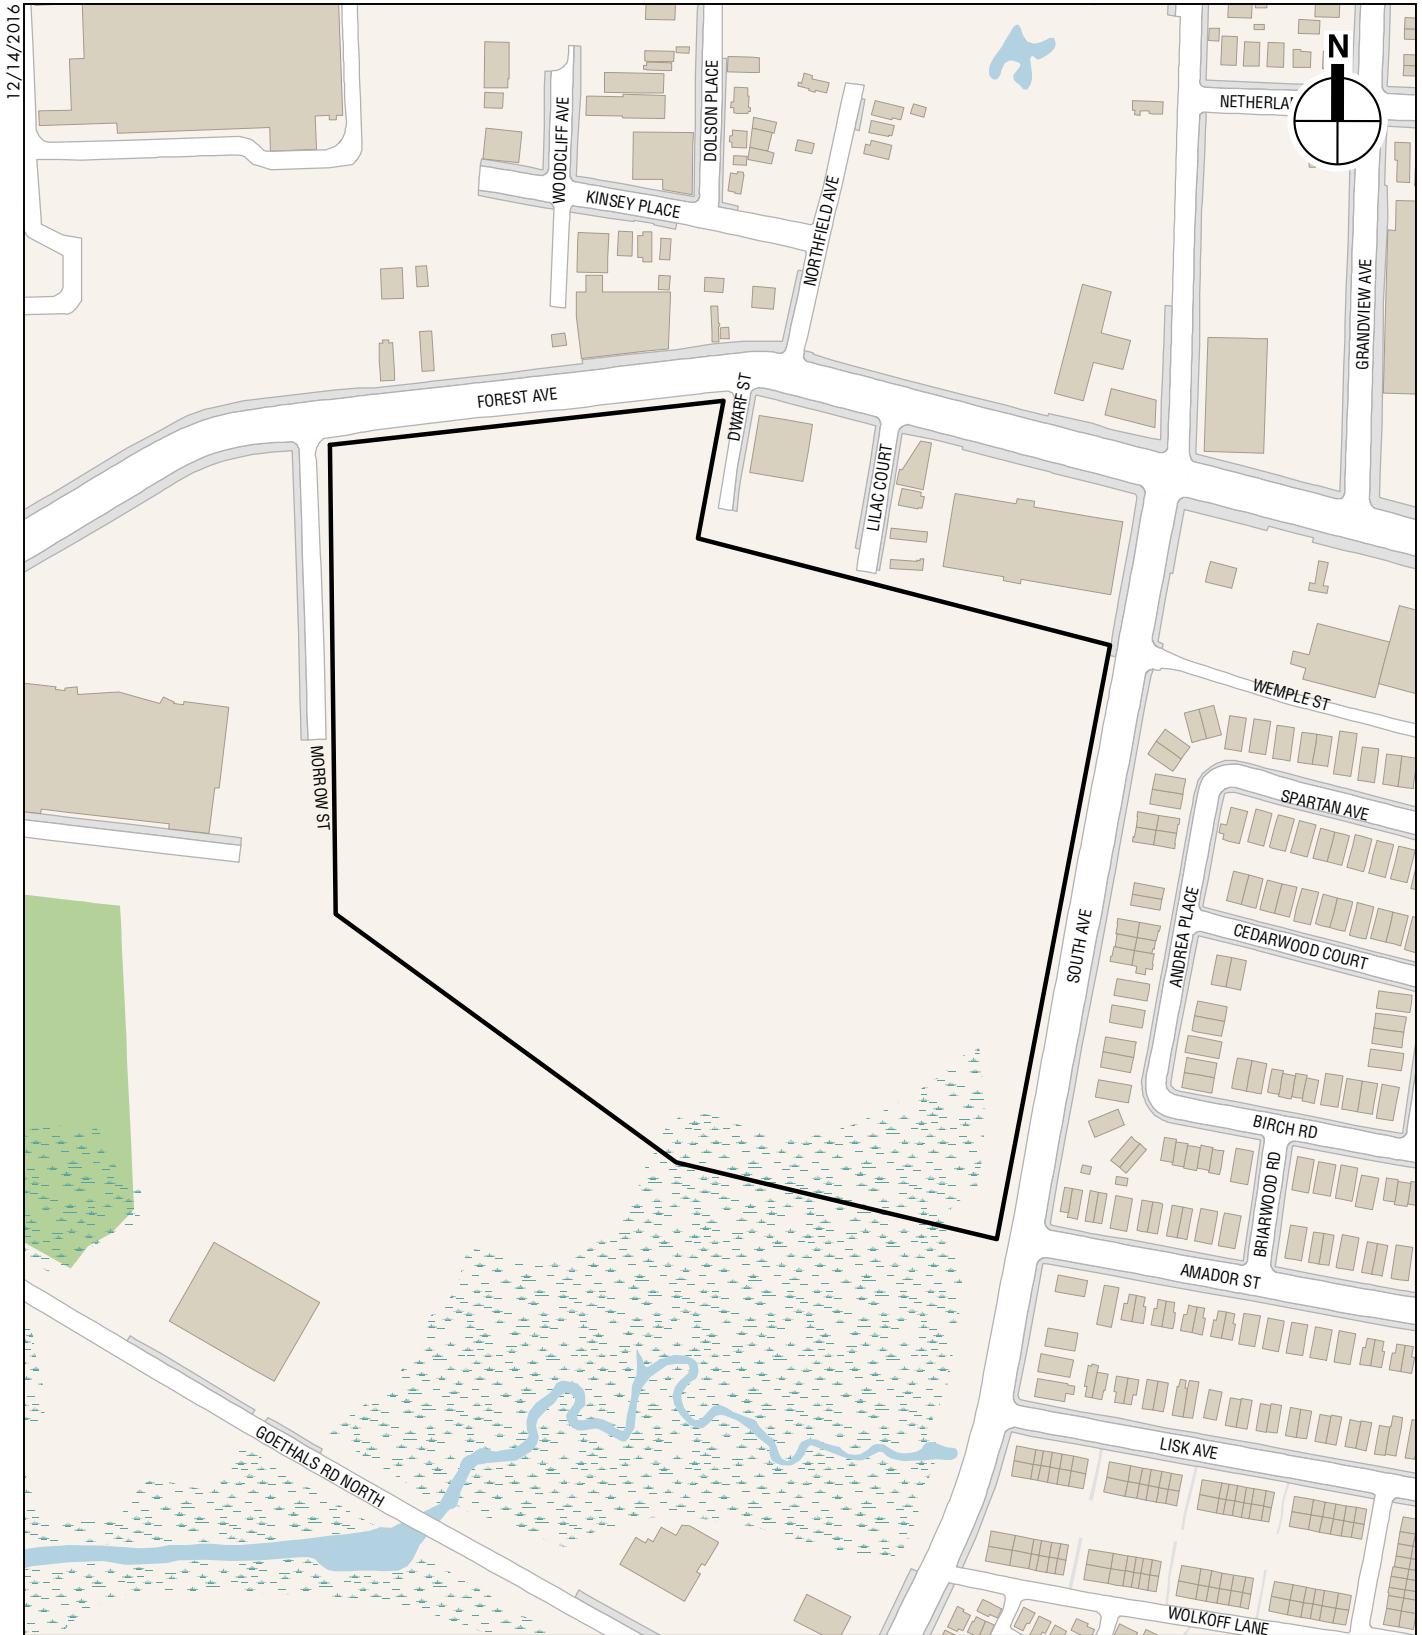 12/14/2016
N
NETHERLA
DOLSON PLACE
WOODCLIFF AVE
KINSEY PLACE
NORTHFIELD AVE
GRANDVIEW AVE
FOREST AVE
DWARF ST
LILAC COURT
WEMPLE ST
MORROW ST
SPARTAN AVE
ANDREA PLACE
SOUTH AVE
CEDARWOOD COURT
BIRCH RD
BRIARWOOD RD
AMADOR ST
GOETHALS RD NORTH
LISK AVE
WOLKOFF LANE